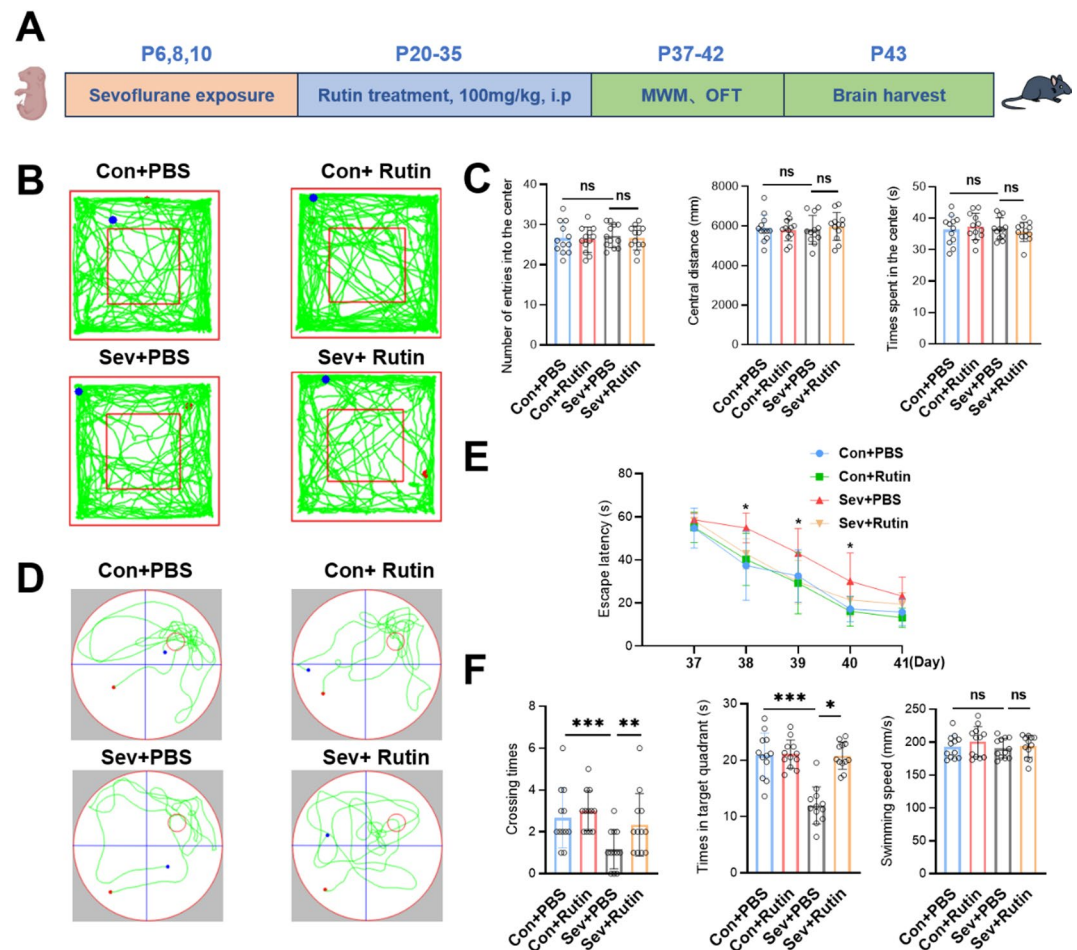 A
P6,8,10 P20-35 P37-42 P43
Sevoflurane exposure Rutin treatment, 100mg/kg, i.p MWM、OFT Brain harvest
B
Con+PBS Con+ Rutin
Sev+PBS Sev+ Rutin
C
Number of entries into the center
40
30
20
10
0
ns ns
Con+PBS
Con+Rutin
Sev+PBS
Sev+Rutin
Central distance (mm)
8000
6000
4000
2000
0
ns ns
Con+PBS
Con+Rutin
Sev+PBS
Sev+Rutin
Times spent in the center (s)
50
40
30
20
10
0
ns ns
Con+PBS
Con+Rutin
Sev+PBS
Sev+Rutin
D
Con+PBS Con+ Rutin
Sev+PBS Sev+ Rutin
E
Escape latency (s)
80
60
40
20
0
* * *
37 38 39 40 41(Day)
Con+PBS
Con+Rutin
Sev+PBS
Sev+Rutin
F
Crossing times
8
6
4
2
0
*** **
Con+PBS
Con+Rutin
Sev+PBS
Sev+Rutin
Times in target quadrant (s)
30
20
10
0
*** *
Con+PBS
Con+Rutin
Sev+PBS
Sev+Rutin
Swimming speed (mm/s)
250
200
150
100
50
0
ns ns
Con+PBS
Con+Rutin
Sev+PBS
Sev+Rutin